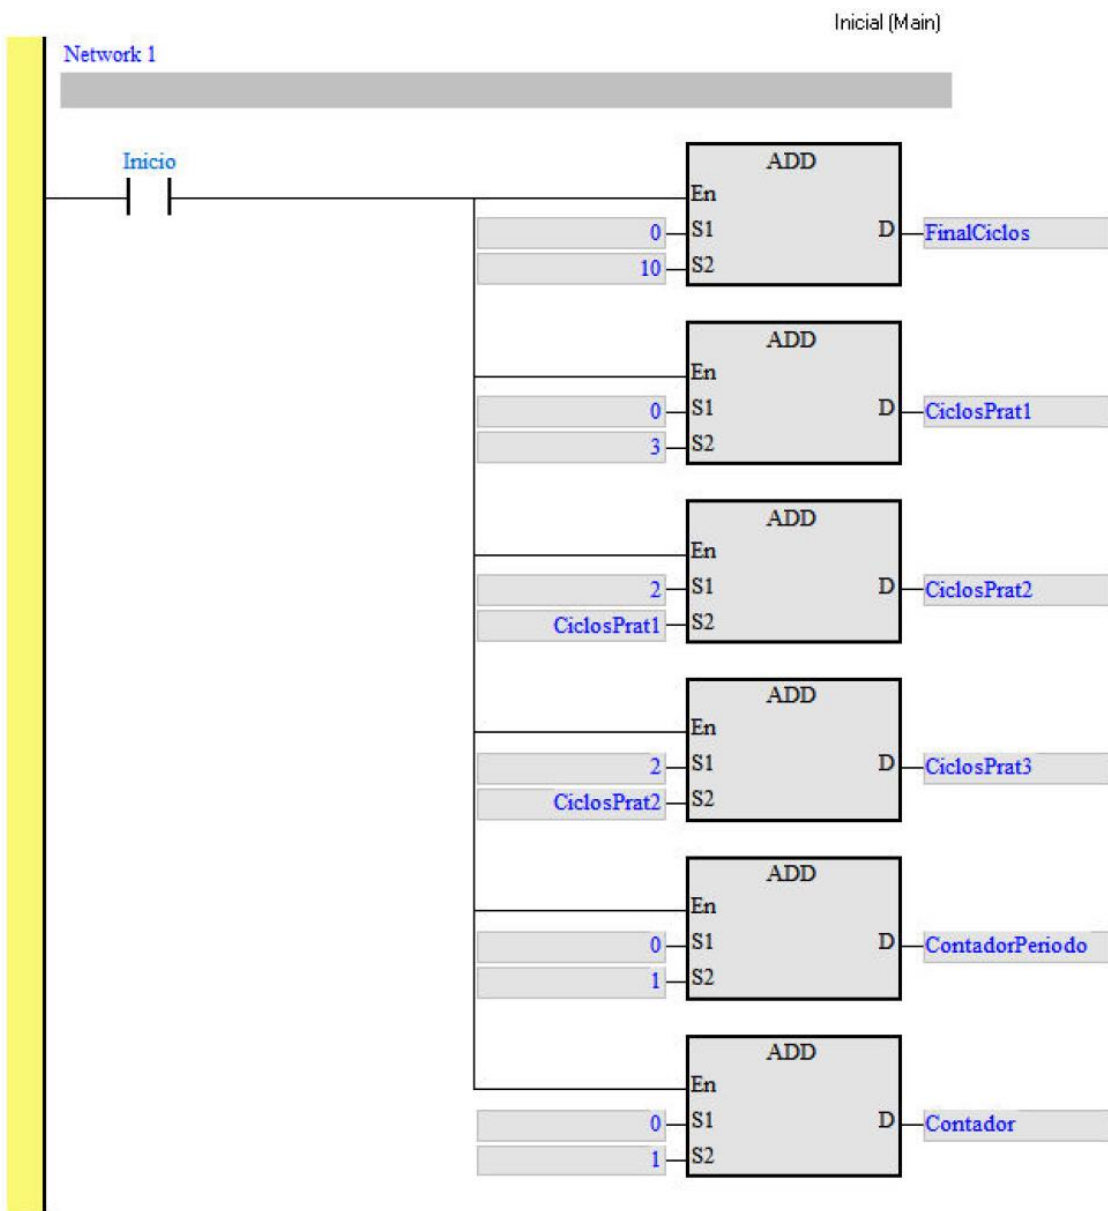 Inicial (Main)
Network 1
Inicio
ADD
En
0 S1 D FinalCiclos
10 S2
ADD
En
0 S1 D CiclosPrat1
3 S2
ADD
En
2 S1 D CiclosPrat2
CiclosPrat1 S2
ADD
En
2 S1 D CiclosPrat3
CiclosPrat2 S2
ADD
En
0 S1 D ContadorPeriodo
1 S2
ADD
En
0 S1 D Contador
1 S2